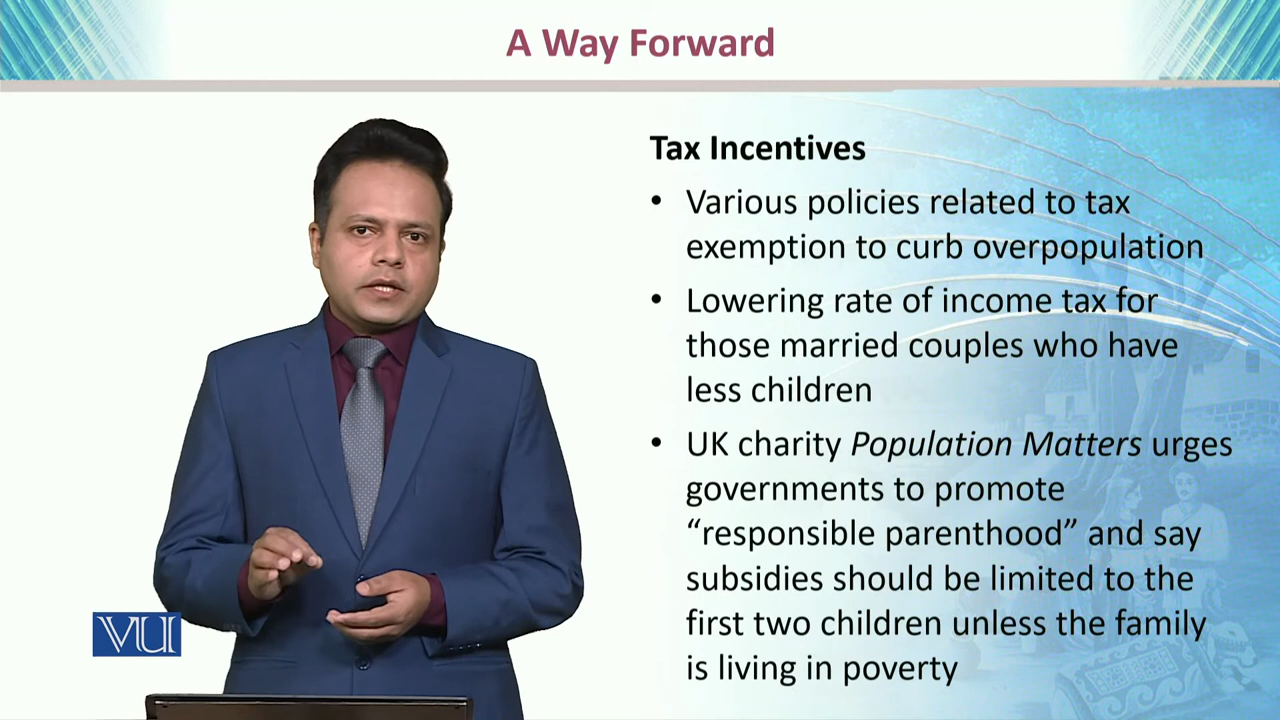 A Way Forward
Tax Incentives
• Various policies related to tax
exemption to curb overpopulation
• Lowering rate of income tax for
those married couples who have
less children
• UK charity Population Matters urges
governments to promote
“responsible parenthood” and say
subsidies should be limited to the
first two children unless the family
is living in poverty
VU